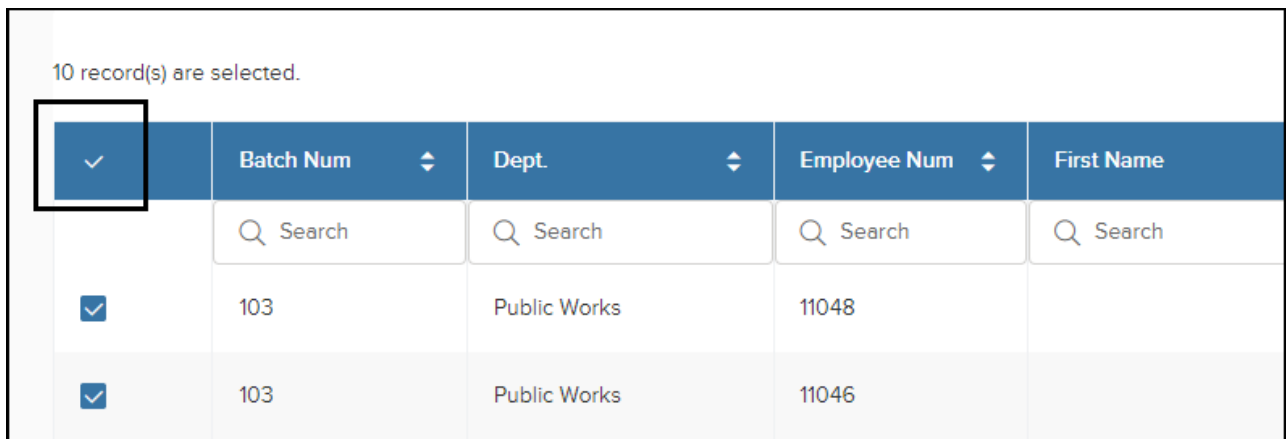 10 record(s) are selected.
Batch Num Dept. Employee Num First Name
Search Search Search Search
103 Public Works 11048
103 Public Works 11046